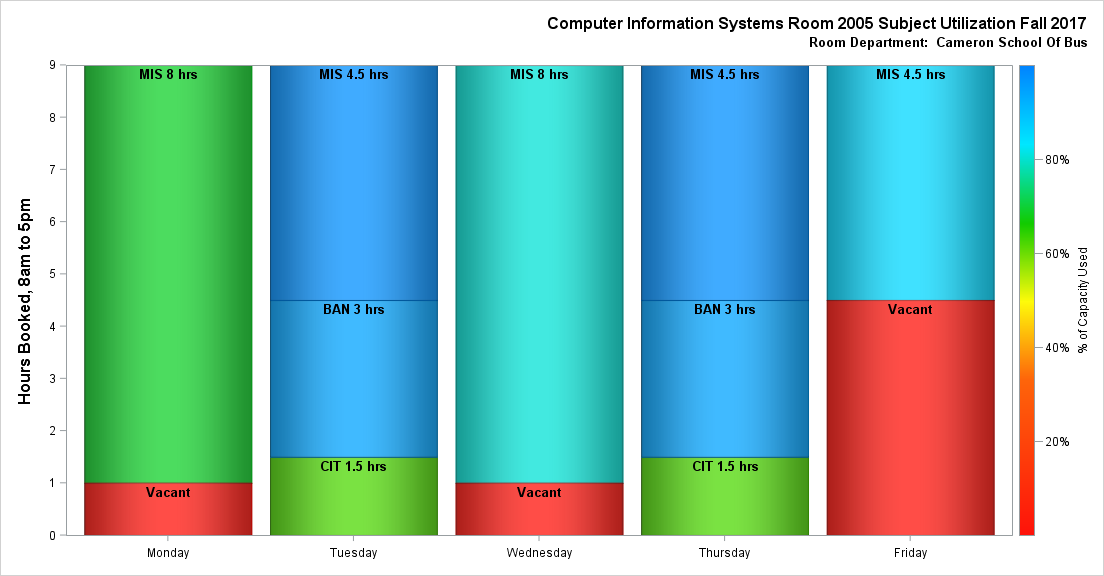 Computer Information Systems Room 2005 Subject Utilization Fall 2017
Room Department:  Cameron School Of Bus
Hours Booked, 8am to 5pm
9
8
7
6
5
4
3
2
1
0
MIS 8 hrs
Vacant
MIS 4.5 hrs
BAN 3 hrs
CIT 1.5 hrs
MIS 8 hrs
Vacant
MIS 4.5 hrs
BAN 3 hrs
CIT 1.5 hrs
MIS 4.5 hrs
Vacant
Monday
Tuesday
Wednesday
Thursday
Friday
80%
60%
40%
20%
% of Capacity Used